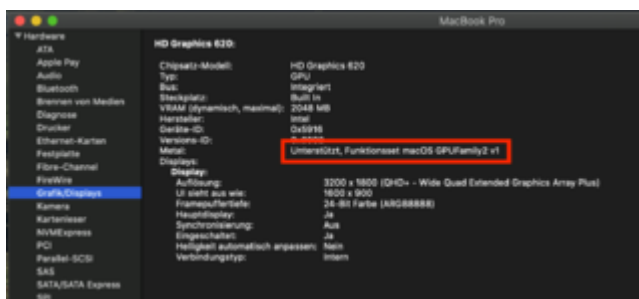 MacBook Pro
Hardware
ATA
Apple Pay
Audio
Bluetooth
Brennen von Medien
Diagnose
Drucker
Ethernet-Karten
Festplatte
Fibre-Channel
FireWire
Grafik/Displays
Kamera
Kartenleser
NVMExpress
PCI
Parallel-SCSI
SAS
SATA/SATA Express
SPI
HD Graphics 620:
Chipsatz-Modell: HD Graphics 620
Typ: GPU
Bus: Integriert
Steckplatz: Built In
VRAM (dynamisch, maximal): 2048 MB
Hersteller: Intel
Geräte-ID: 0x5916
Versions-ID:
Metal: Unterstützt, Funktionsset macOS GPUFamily2 v1
Displays:
Display:
Auflösung: 3200 x 1800 (QHD+ - Wide Quad Extended Graphics Array Plus)
UI sieht aus wie: 1600 x 900
Framepuffertiefe: 24-Bit Farbe (ARGB8888)
Hauptdisplay: Ja
Synchronisierung: Aus
Eingeschaltet: Ja
Helligkeit automatisch anpassen: Nein
Verbindungstyp: Intern